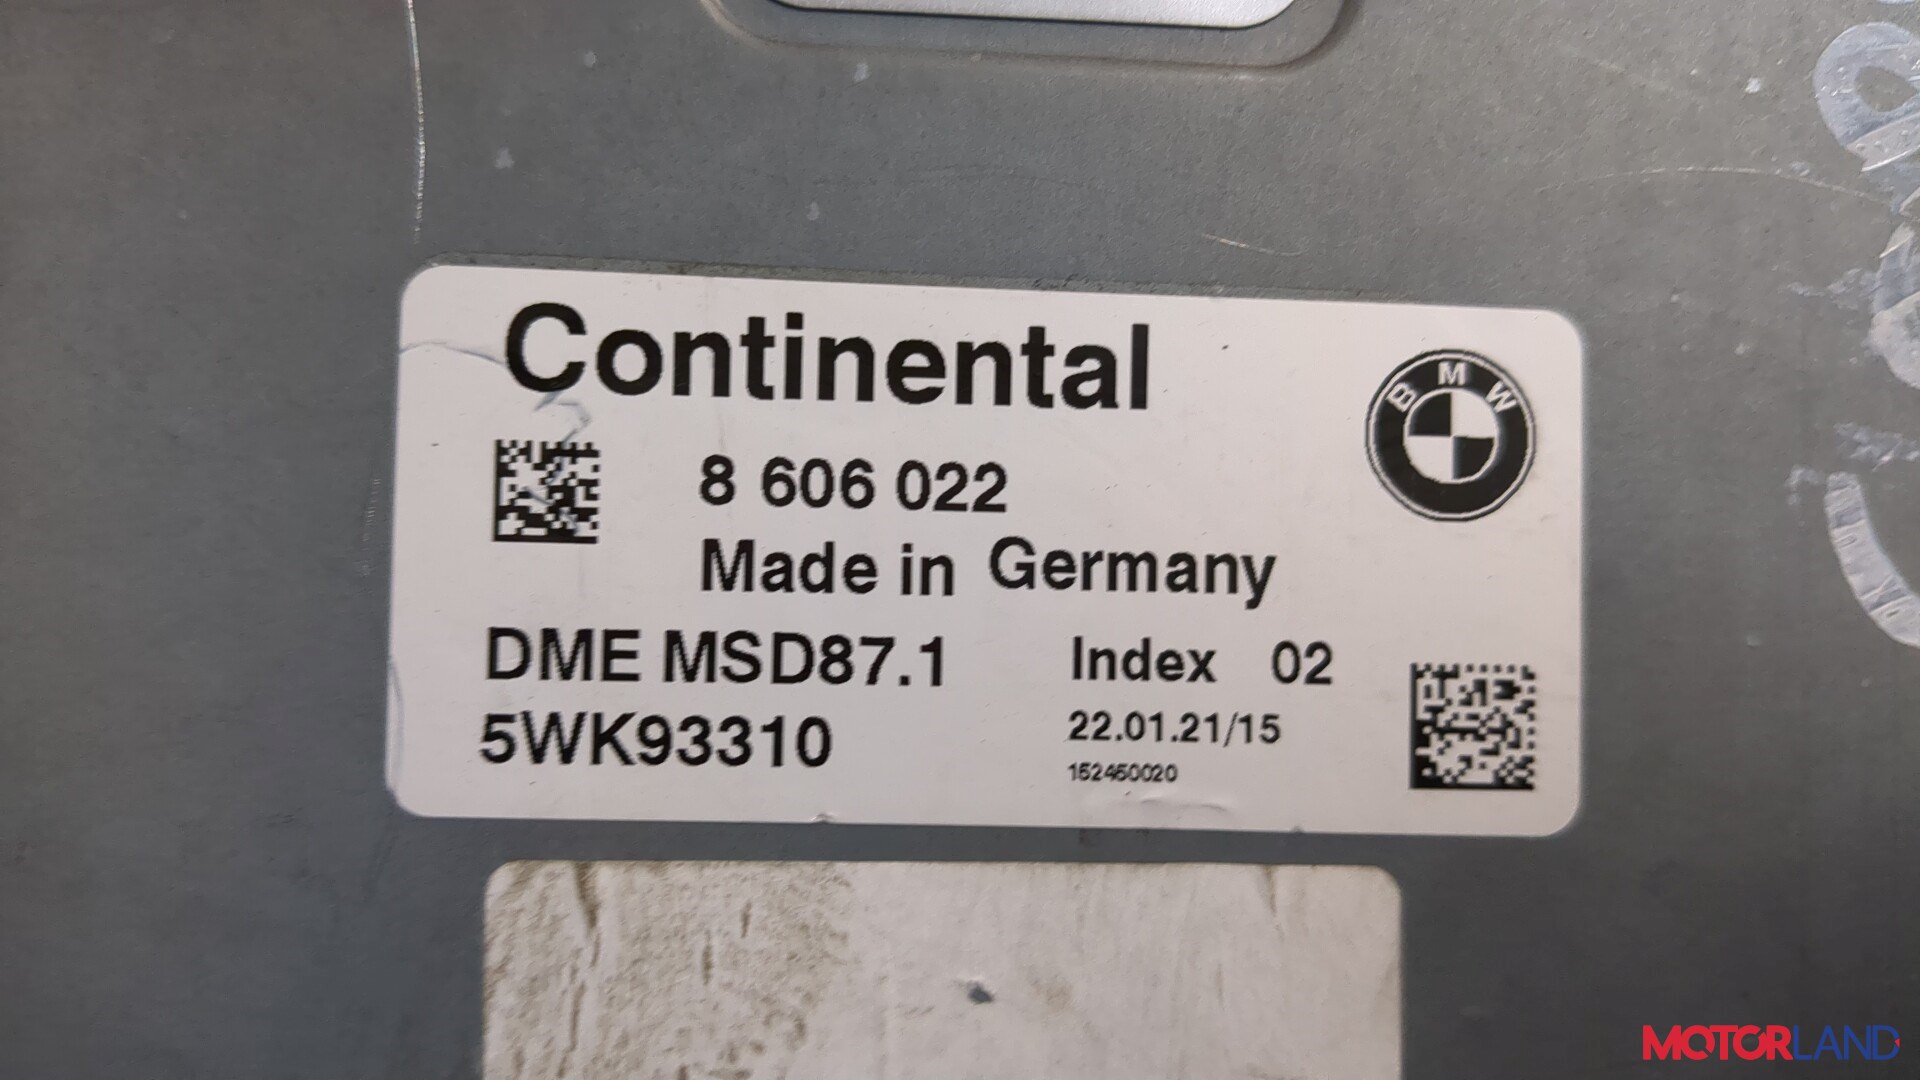 Continental
BMW
8 606 022
Made in Germany
DME MSD87.1 Index 02
5WK93310 22.01.21/15
152450020
MOTORLAND